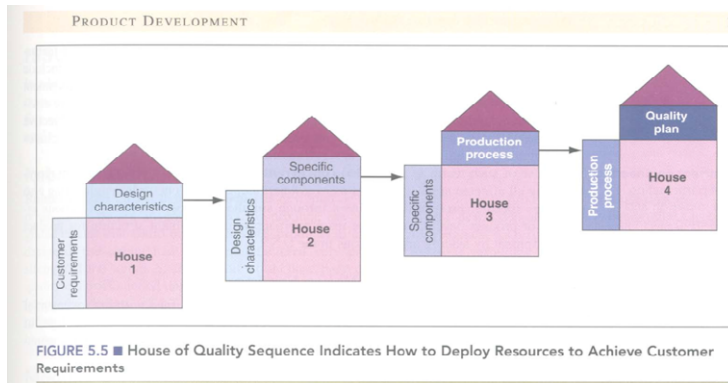 PRODUCT DEVELOPMENT
Customer
requirements
Design
characteristics
House
1
Design
characteristics
Specific
components
House
2
Specific
components
Production
process
House
3
Production
process
Quality
plan
House
4
FIGURE 5.5 ■ House of Quality Sequence Indicates How to Deploy Resources to Achieve Customer
Requirements